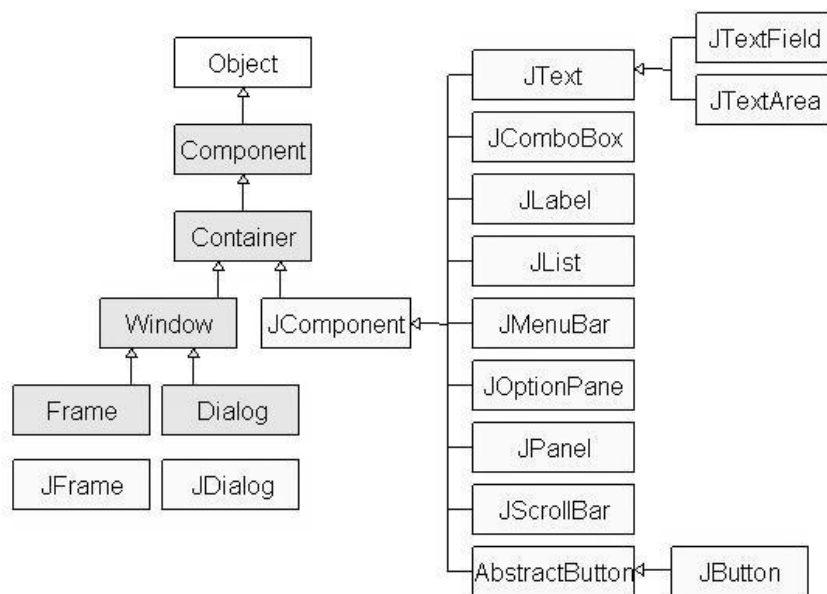 Object
Component
Container
Window
JComponent
Frame
Dialog
JFrame
JDialog
JText
JComboBox
JLabel
JList
JMenuBar
JOptionPane
JPanel
JScrollBar
AbstractButton
JTextField
JTextArea
JButton